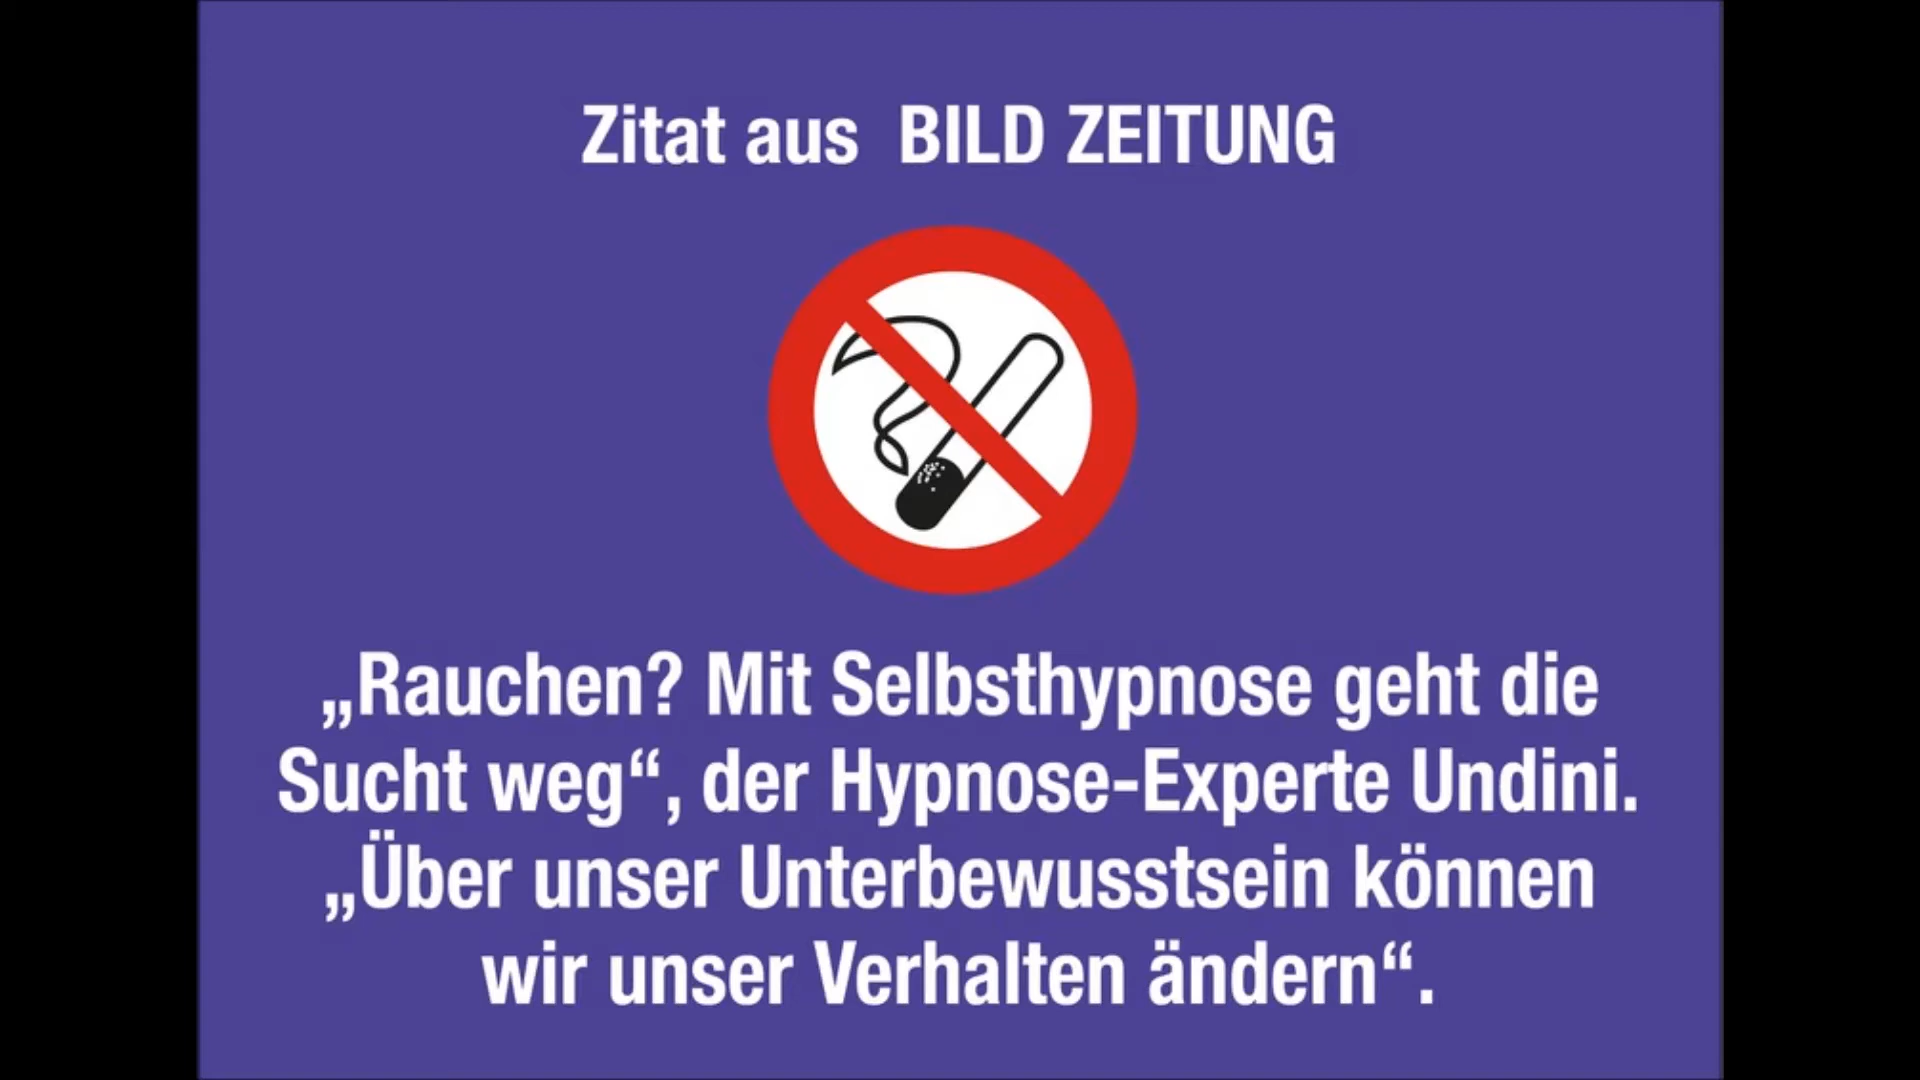 Zitat aus  BILD ZEITUNG
„Rauchen? Mit Selbsthypnose geht die
Sucht weg“, der Hypnose-Experte Undini.
„Über unser Unterbewusstsein können
wir unser Verhalten ändern“.